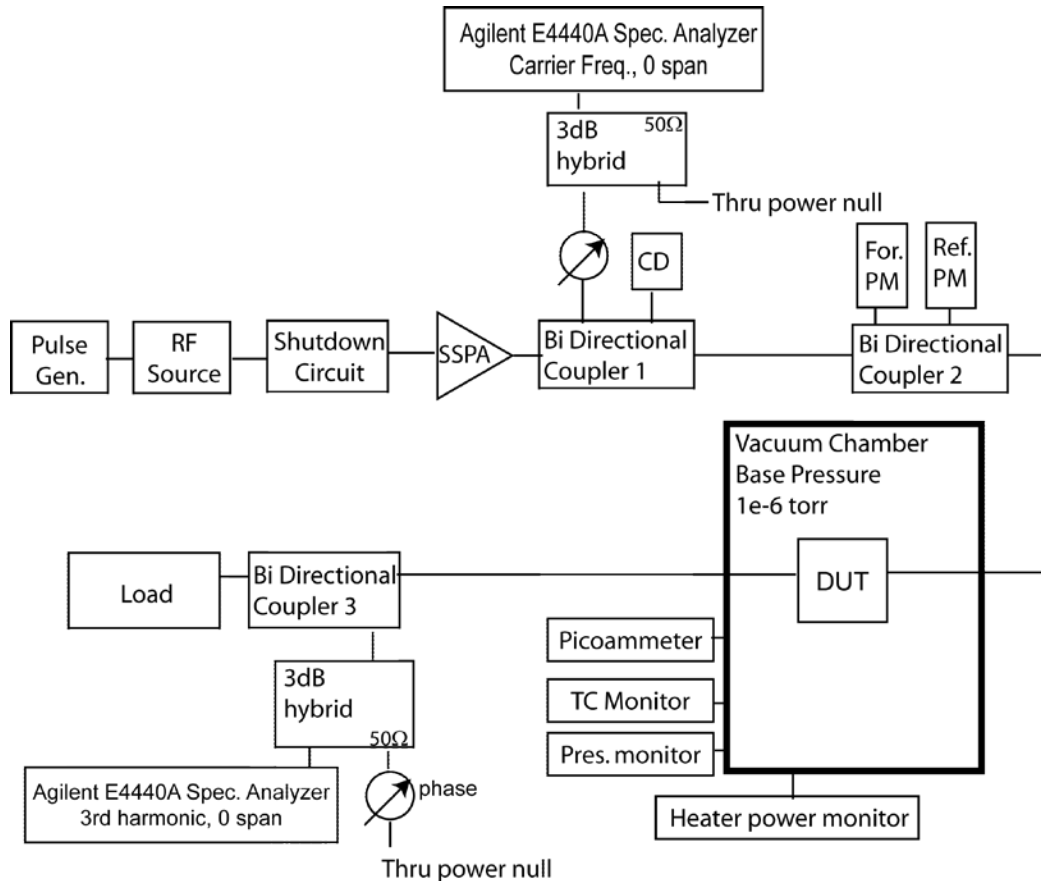 Agilent E4440A Spec. Analyzer
Carrier Freq., 0 span
3dB
hybrid
50Ω
Thru power null
CD
For.
PM
Ref.
PM
Pulse
Gen.
RF
Source
Shutdown
Circuit
SSPA
Bi Directional
Coupler 1
Bi Directional
Coupler 2
Vacuum Chamber
Base Pressure
1e-6 torr
Load
Bi Directional
Coupler 3
DUT
Picoammeter
TC Monitor
Pres. monitor
3dB
hybrid
50Ω
Agilent E4440A Spec. Analyzer
3rd harmonic, 0 span
phase
Heater power monitor
Thru power null